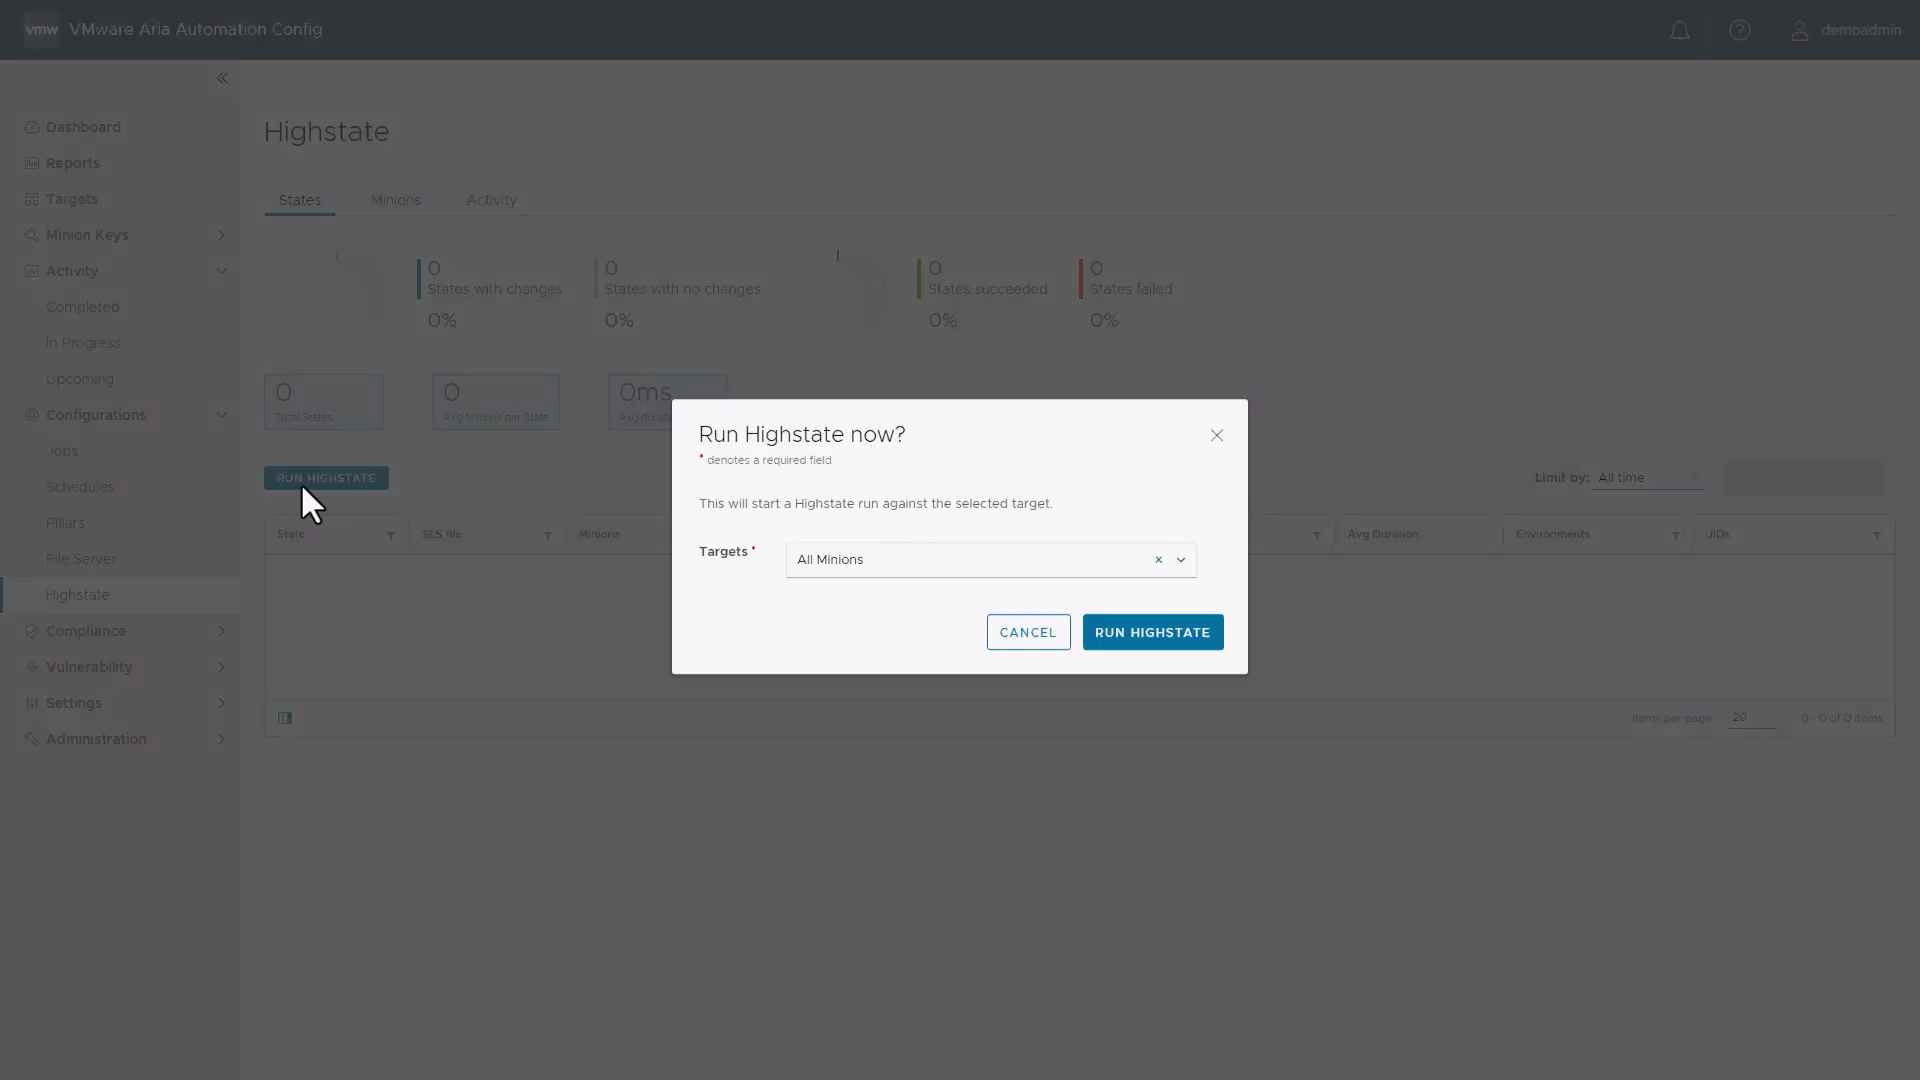 vmw VMware Aria Automation Config
demoadmin
Dashboard
Reports
Targets
Minion Keys
Activity
Completed
In Progress
Upcoming
Configurations
Jobs
Schedules
Pillars
File Server
Highstate
Compliance
Vulnerability
Settings
Administration
Highstate
States Minions Activity
0 0 0 0
States with changes States with no changes States succeeded States failed
0% 0% 0% 0%
0 0 0ms
Total States Avg Minions per State Avg
RUN HIGHSTATE
Limit by: All time
State SLS file Minions Avg Duration Environments JIDs
Items per page 20 0 - 0 of 0 items
Run Highstate now?
* denotes a required field
This will start a Highstate run against the selected target.
Targets * All Minions
CANCEL RUN HIGHSTATE